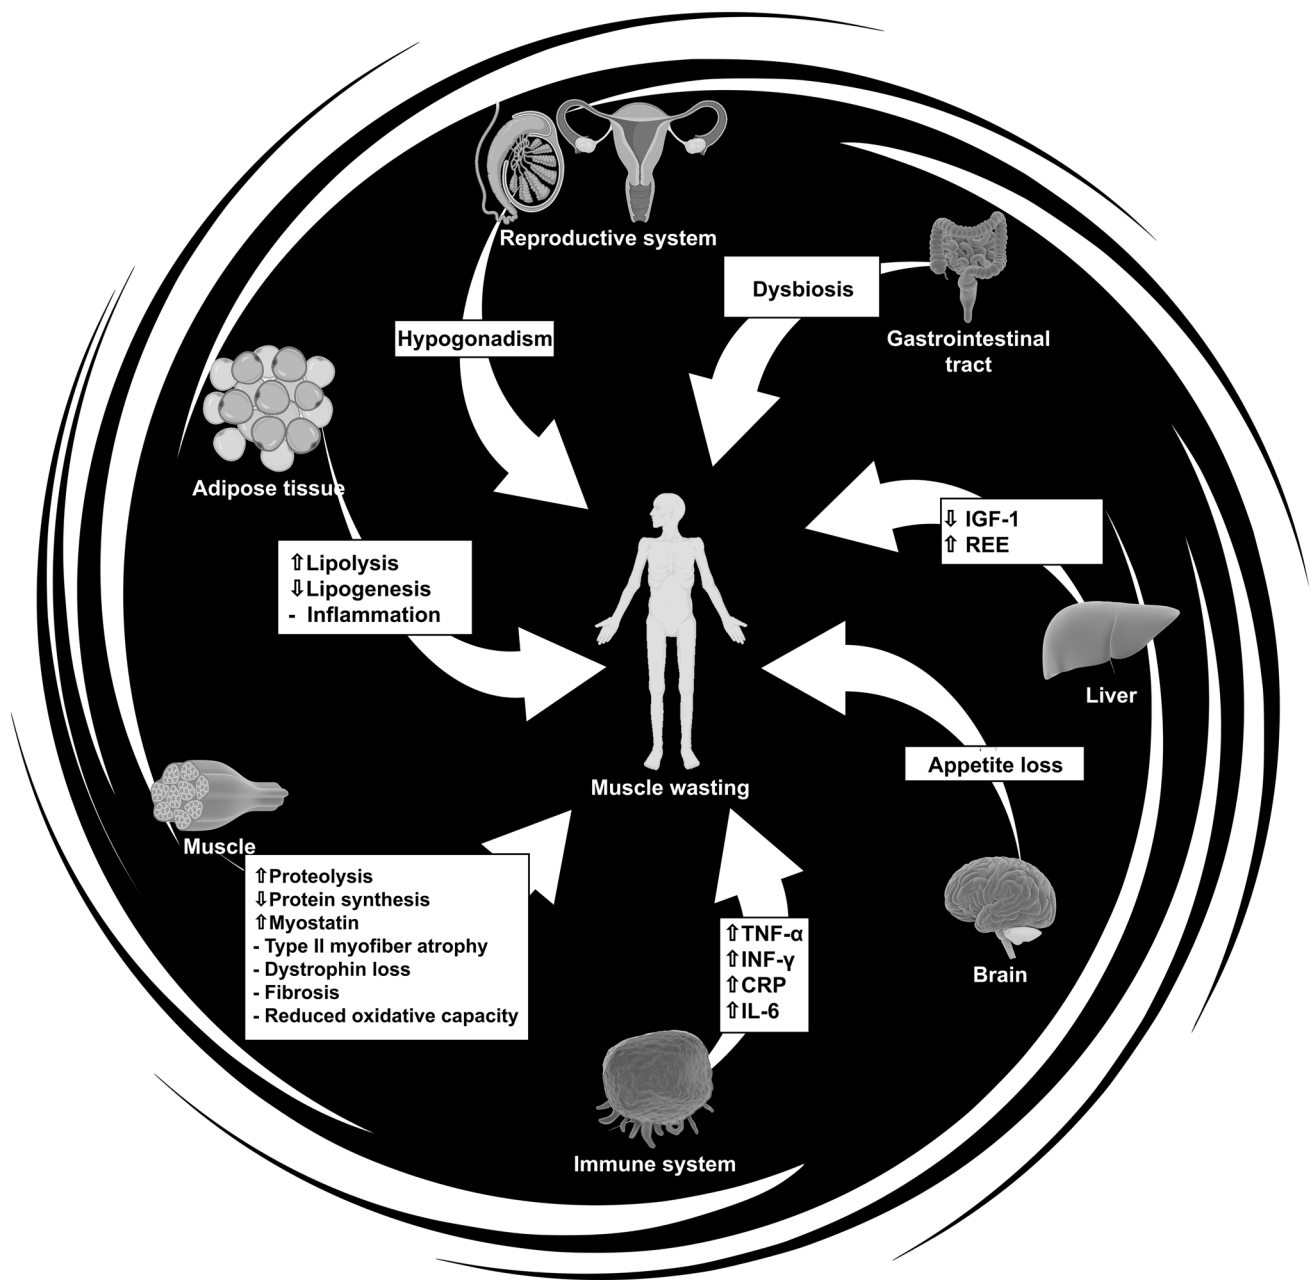 Reproductive system
Dysbiosis
Gastrointestinal
tract
Hypogonadism
Adipose tissue
⇧Lipolysis
⇩Lipogenesis
- Inflammation
⇩ IGF-1
⇧ REE
Liver
Appetite loss
Muscle wasting
Muscle
⇧Proteolysis
⇩Protein synthesis
⇧Myostatin
- Type II myofiber atrophy
- Dystrophin loss
- Fibrosis
- Reduced oxidative capacity
⇧TNF-α
⇧INF-γ
⇧CRP
⇧IL-6
Brain
Immune system